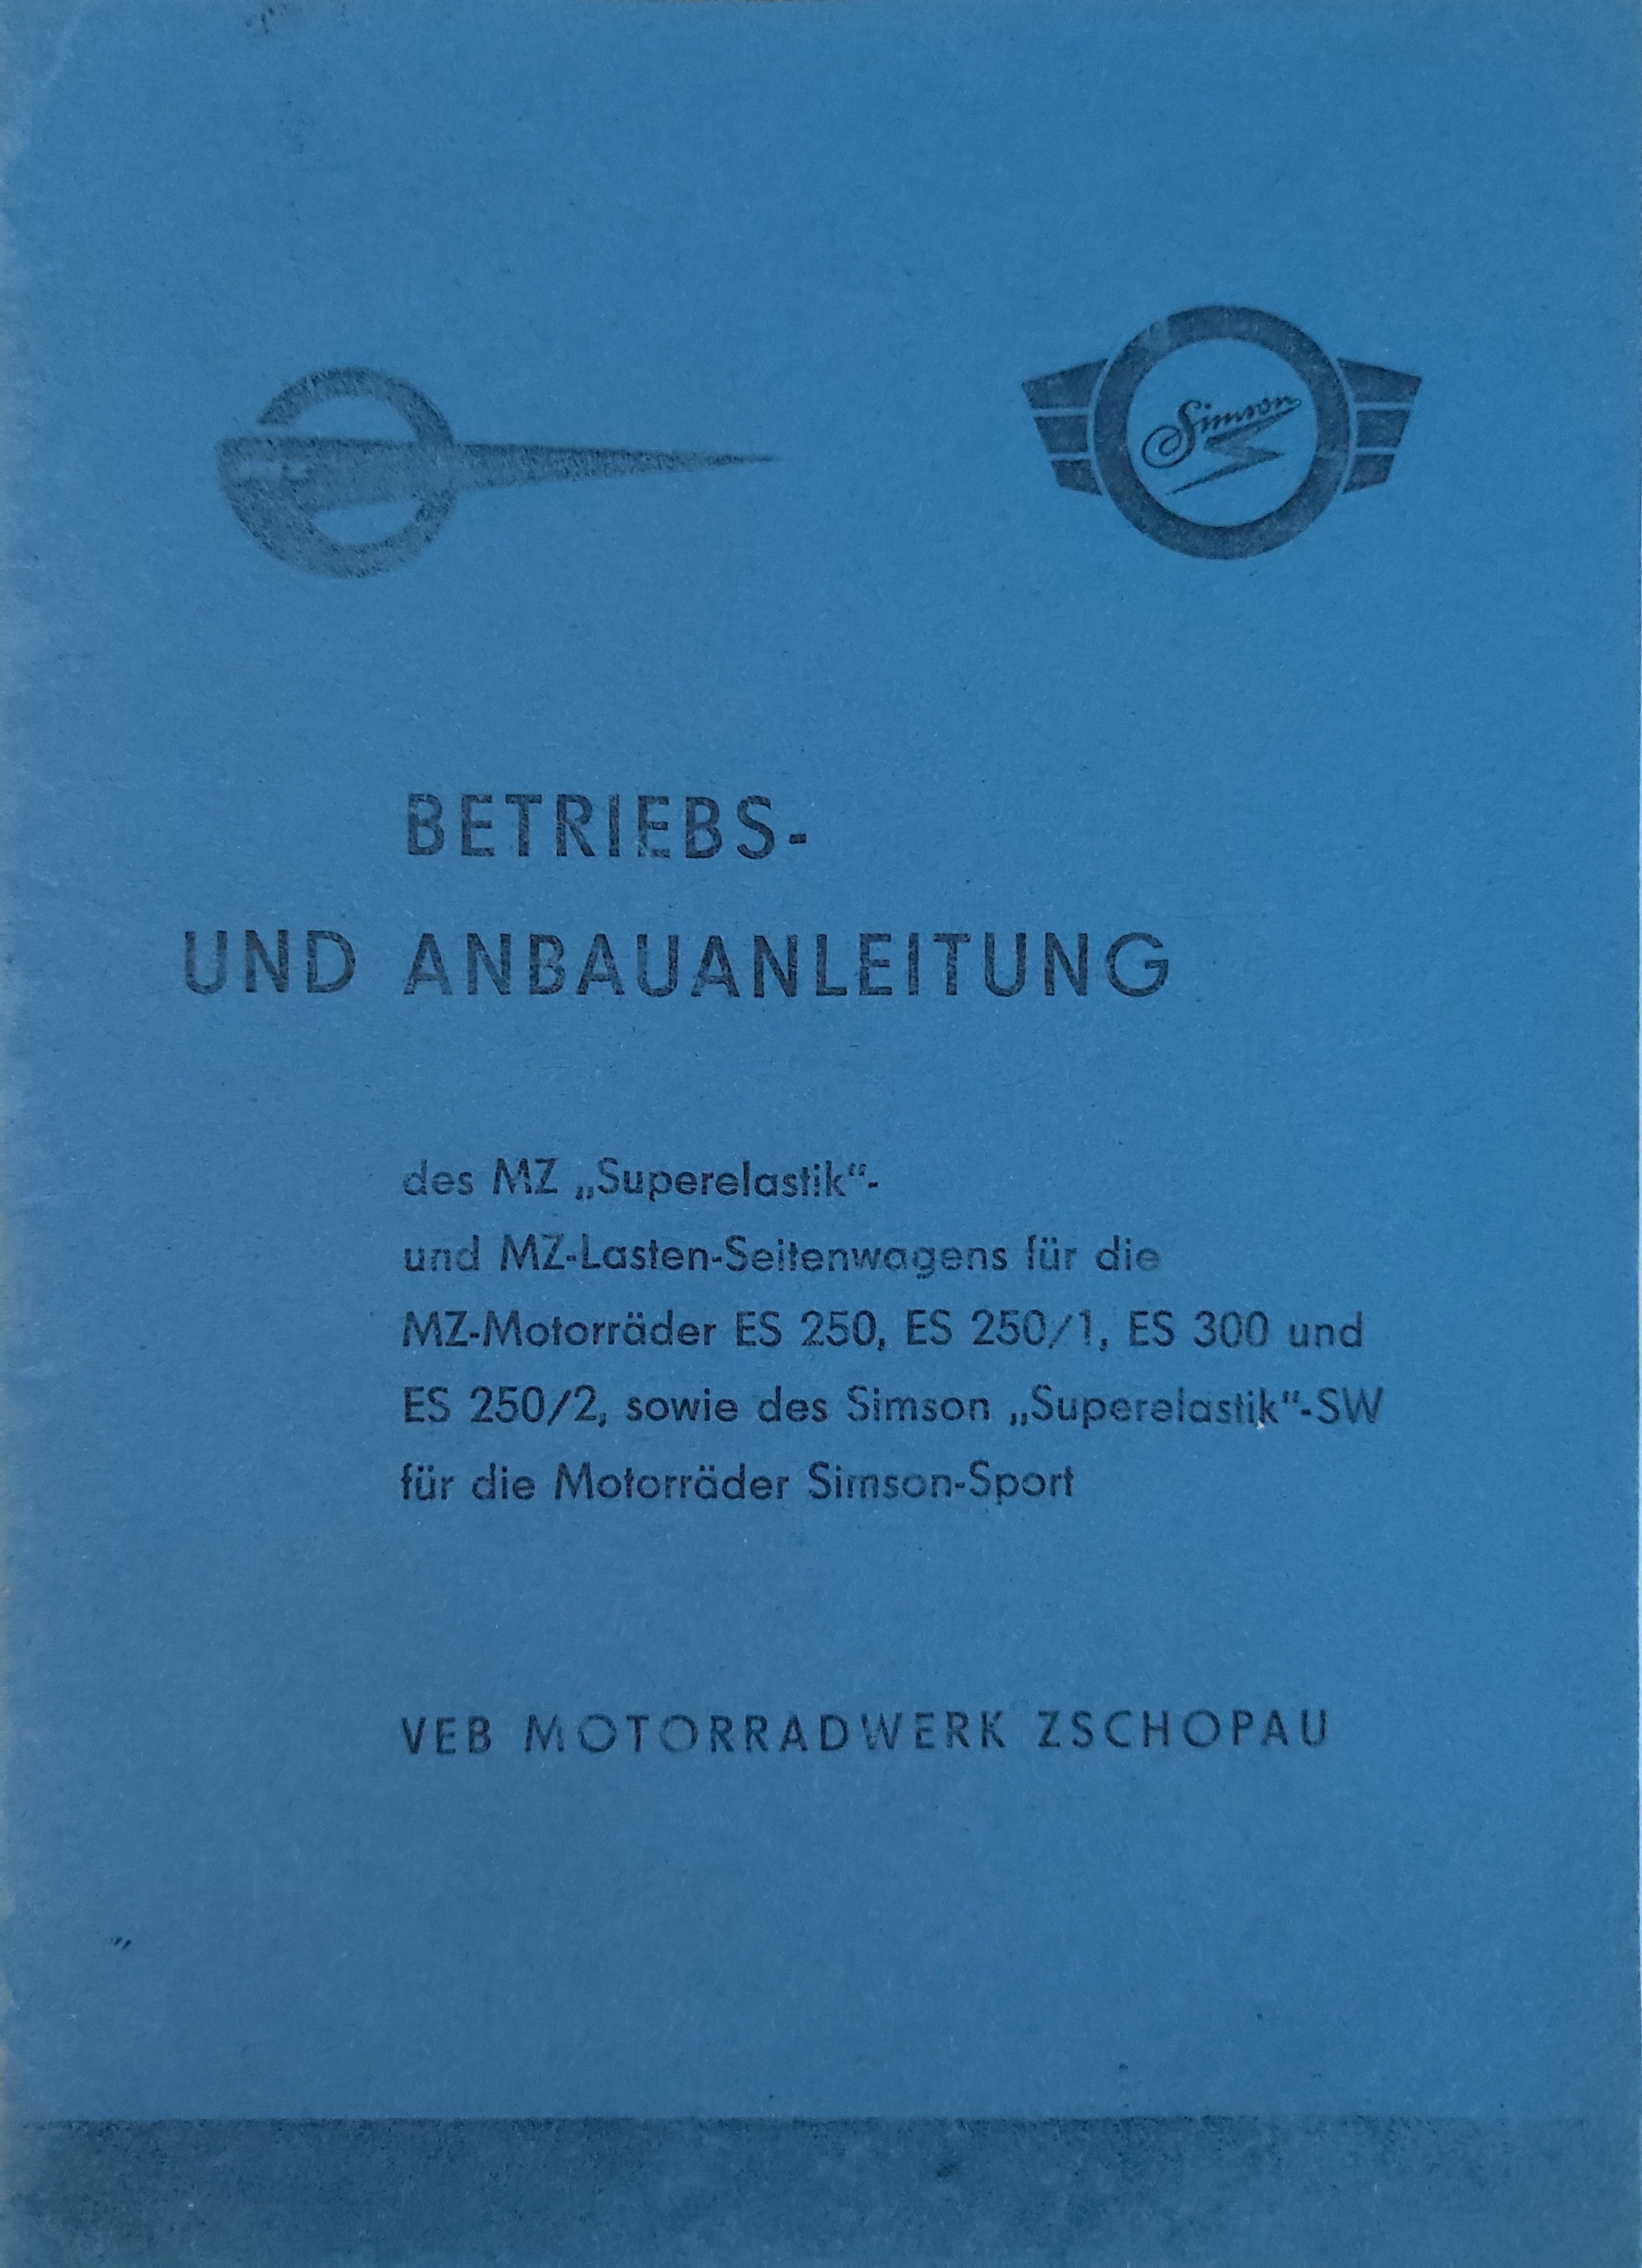 MZ
Simson
BETRIEBS-
UND ANBAUANLEITUNG
des MZ „Superelastik“-
und MZ-Lasten-Seitenwagens für die
MZ-Motorräder ES 250, ES 250/1, ES 300 und
ES 250/2, sowie des Simson „Superelastik“-SW
für die Motorräder Simson-Sport
VEB MOTORRADWERK ZSCHOPAU